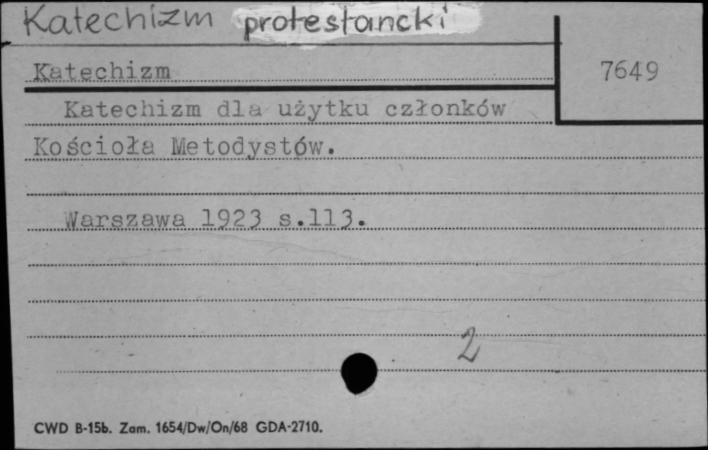 Katechizm protestancki
Katechizm
7649
Katechizm dla użytku członków
Kościoła Metodystów.
Warszawa 1923 s.113.
2
CWD B-15b. Zam. 1654/Dw/On/68 GDA-2710.